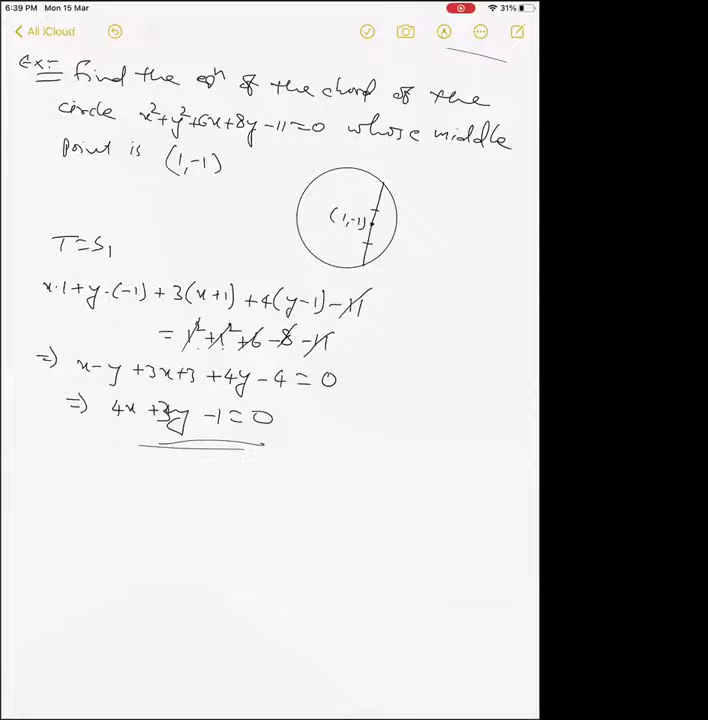 6:39 PM Mon 15 Mar 31%
All iCloud
Ex:- Find the eqn of the chord of the
circle x²+y²+6x+8y-11=0 whose middle
point is (1,-1)
(1,-1)
T=S₁
x·1+y·(-1)+3(x+1)+4(y-1)-11
=1²+1²+6-8-11
=) x-y+3x+3+4y-4=0
=) 4x+3y-1=0